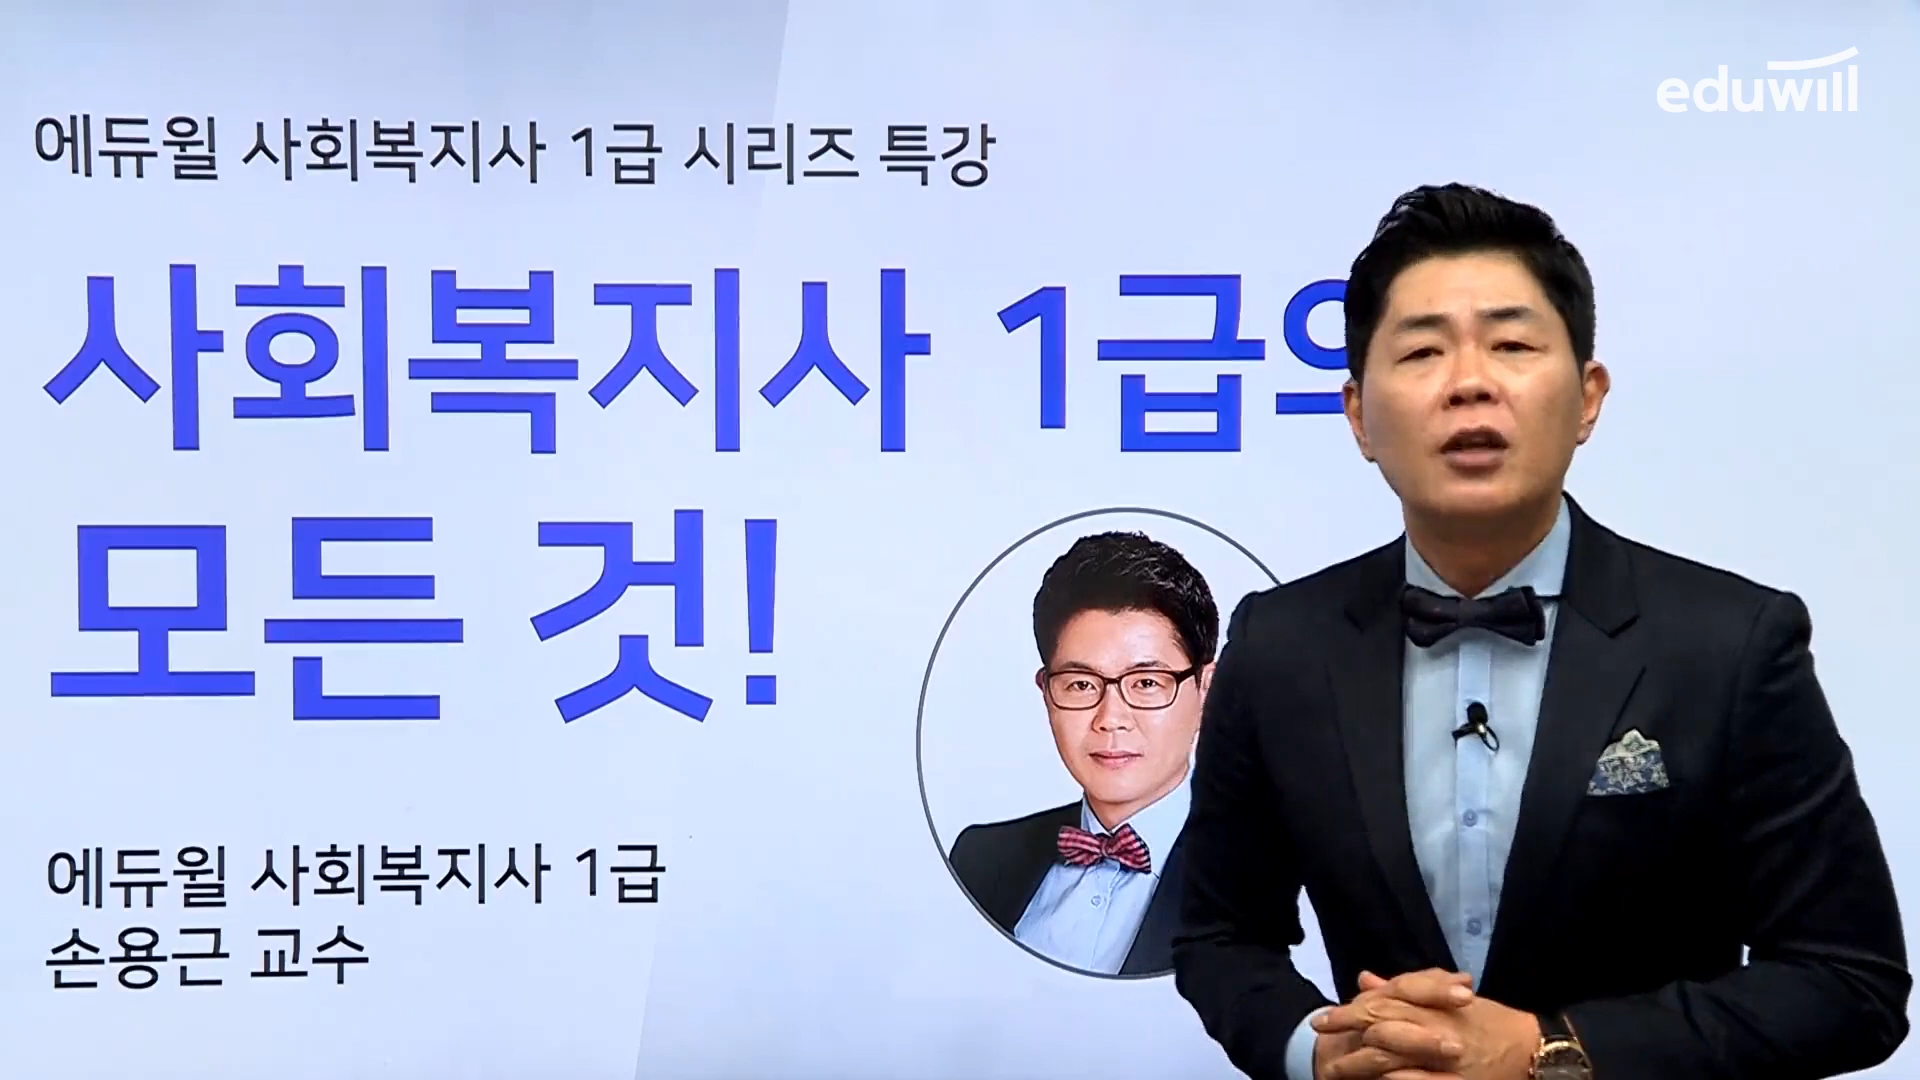 eduwill
에듀윌 사회복지사 1급 시리즈 특강
사회복지사 1급의
모든 것!
에듀윌 사회복지사 1급
손용근 교수